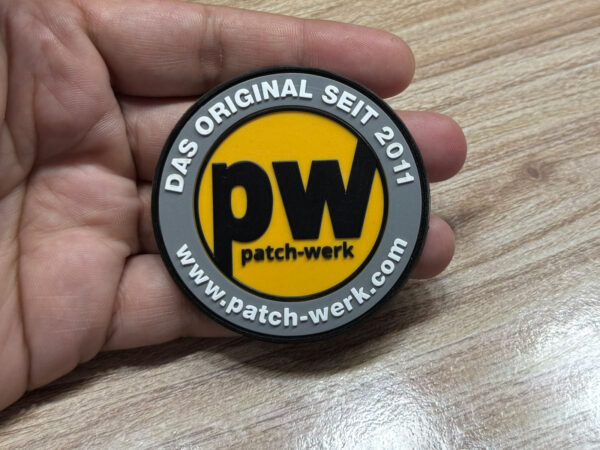 DAS ORIGINAL SEIT 2011
pw
patch-werk
www.patch-werk.com